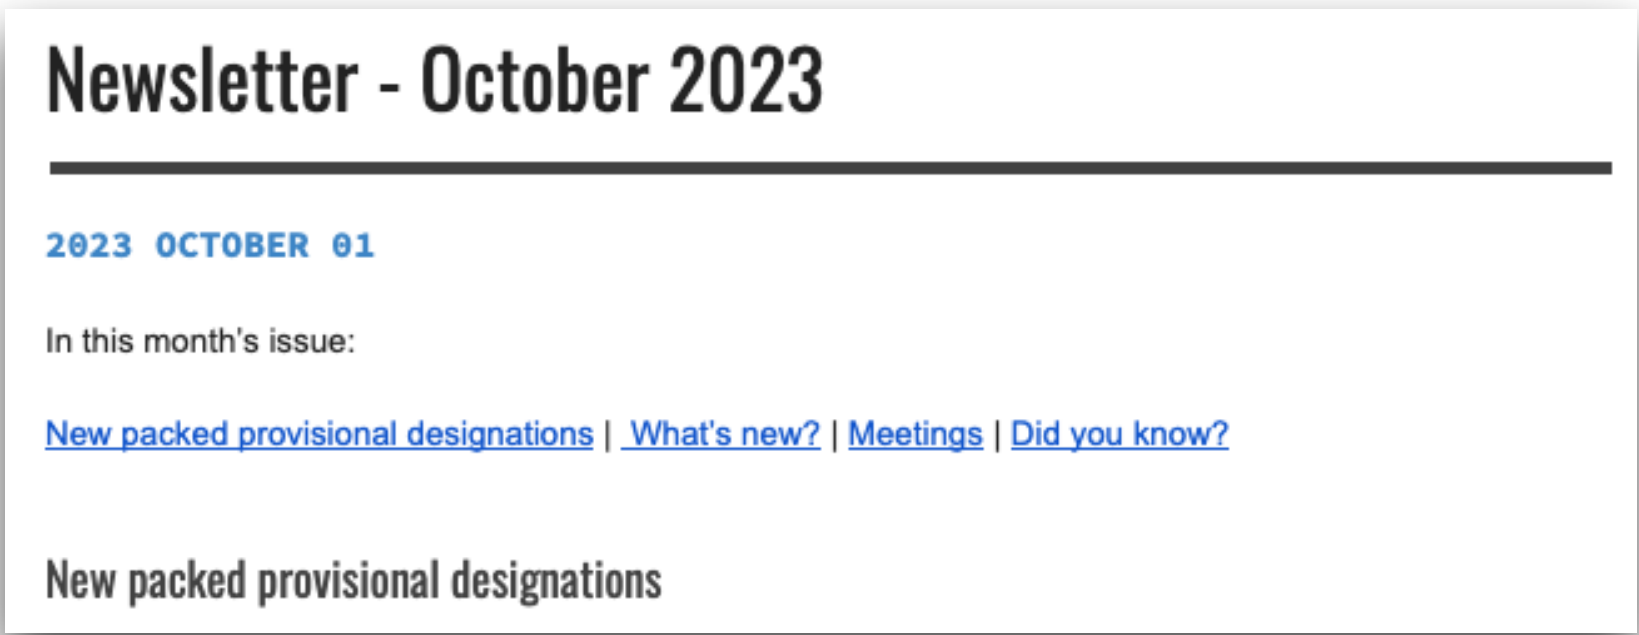 Newsletter - October 2023
2023 OCTOBER 01
In this month's issue:
New packed provisional designations | What's new? | Meetings | Did you know?
New packed provisional designations